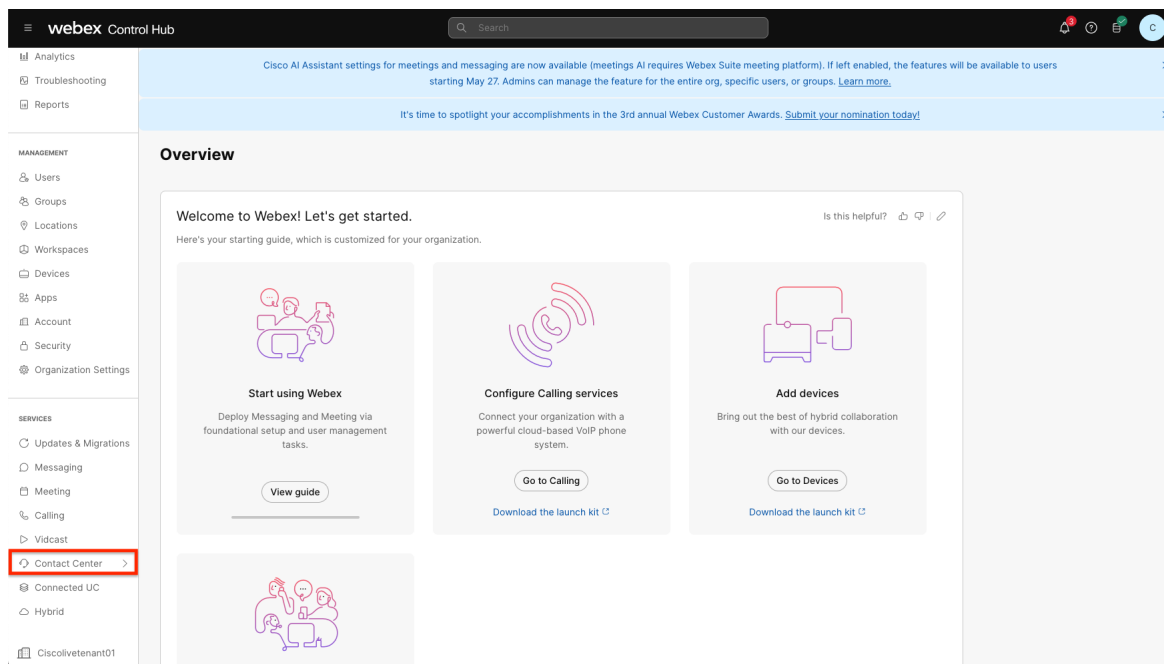 webex Control Hub
Search
3
C
Analytics
Troubleshooting
Reports
MANAGEMENT
Users
Groups
Locations
Workspaces
Devices
Apps
Account
Security
Organization Settings
SERVICES
Updates & Migrations
Messaging
Meeting
Calling
Vidcast
Contact Center
Connected UC
Hybrid
Ciscolivetenant01
Cisco AI Assistant settings for meetings and messaging are now available (meetings AI requires Webex Suite meeting platform). If left enabled, the features will be available to users
starting May 27. Admins can manage the feature for the entire org, specific users, or groups. Learn more.
It's time to spotlight your accomplishments in the 3rd annual Webex Customer Awards. Submit your nomination today!
Overview
Welcome to Webex! Let's get started.
Is this helpful?
Here's your starting guide, which is customized for your organization.
Start using Webex
Deploy Messaging and Meeting via
foundational setup and user management
tasks.
View guide
Configure Calling services
Connect your organization with a
powerful cloud-based VoIP phone
system.
Go to Calling
Download the launch kit
Add devices
Bring out the best of hybrid collaboration
with our devices.
Go to Devices
Download the launch kit